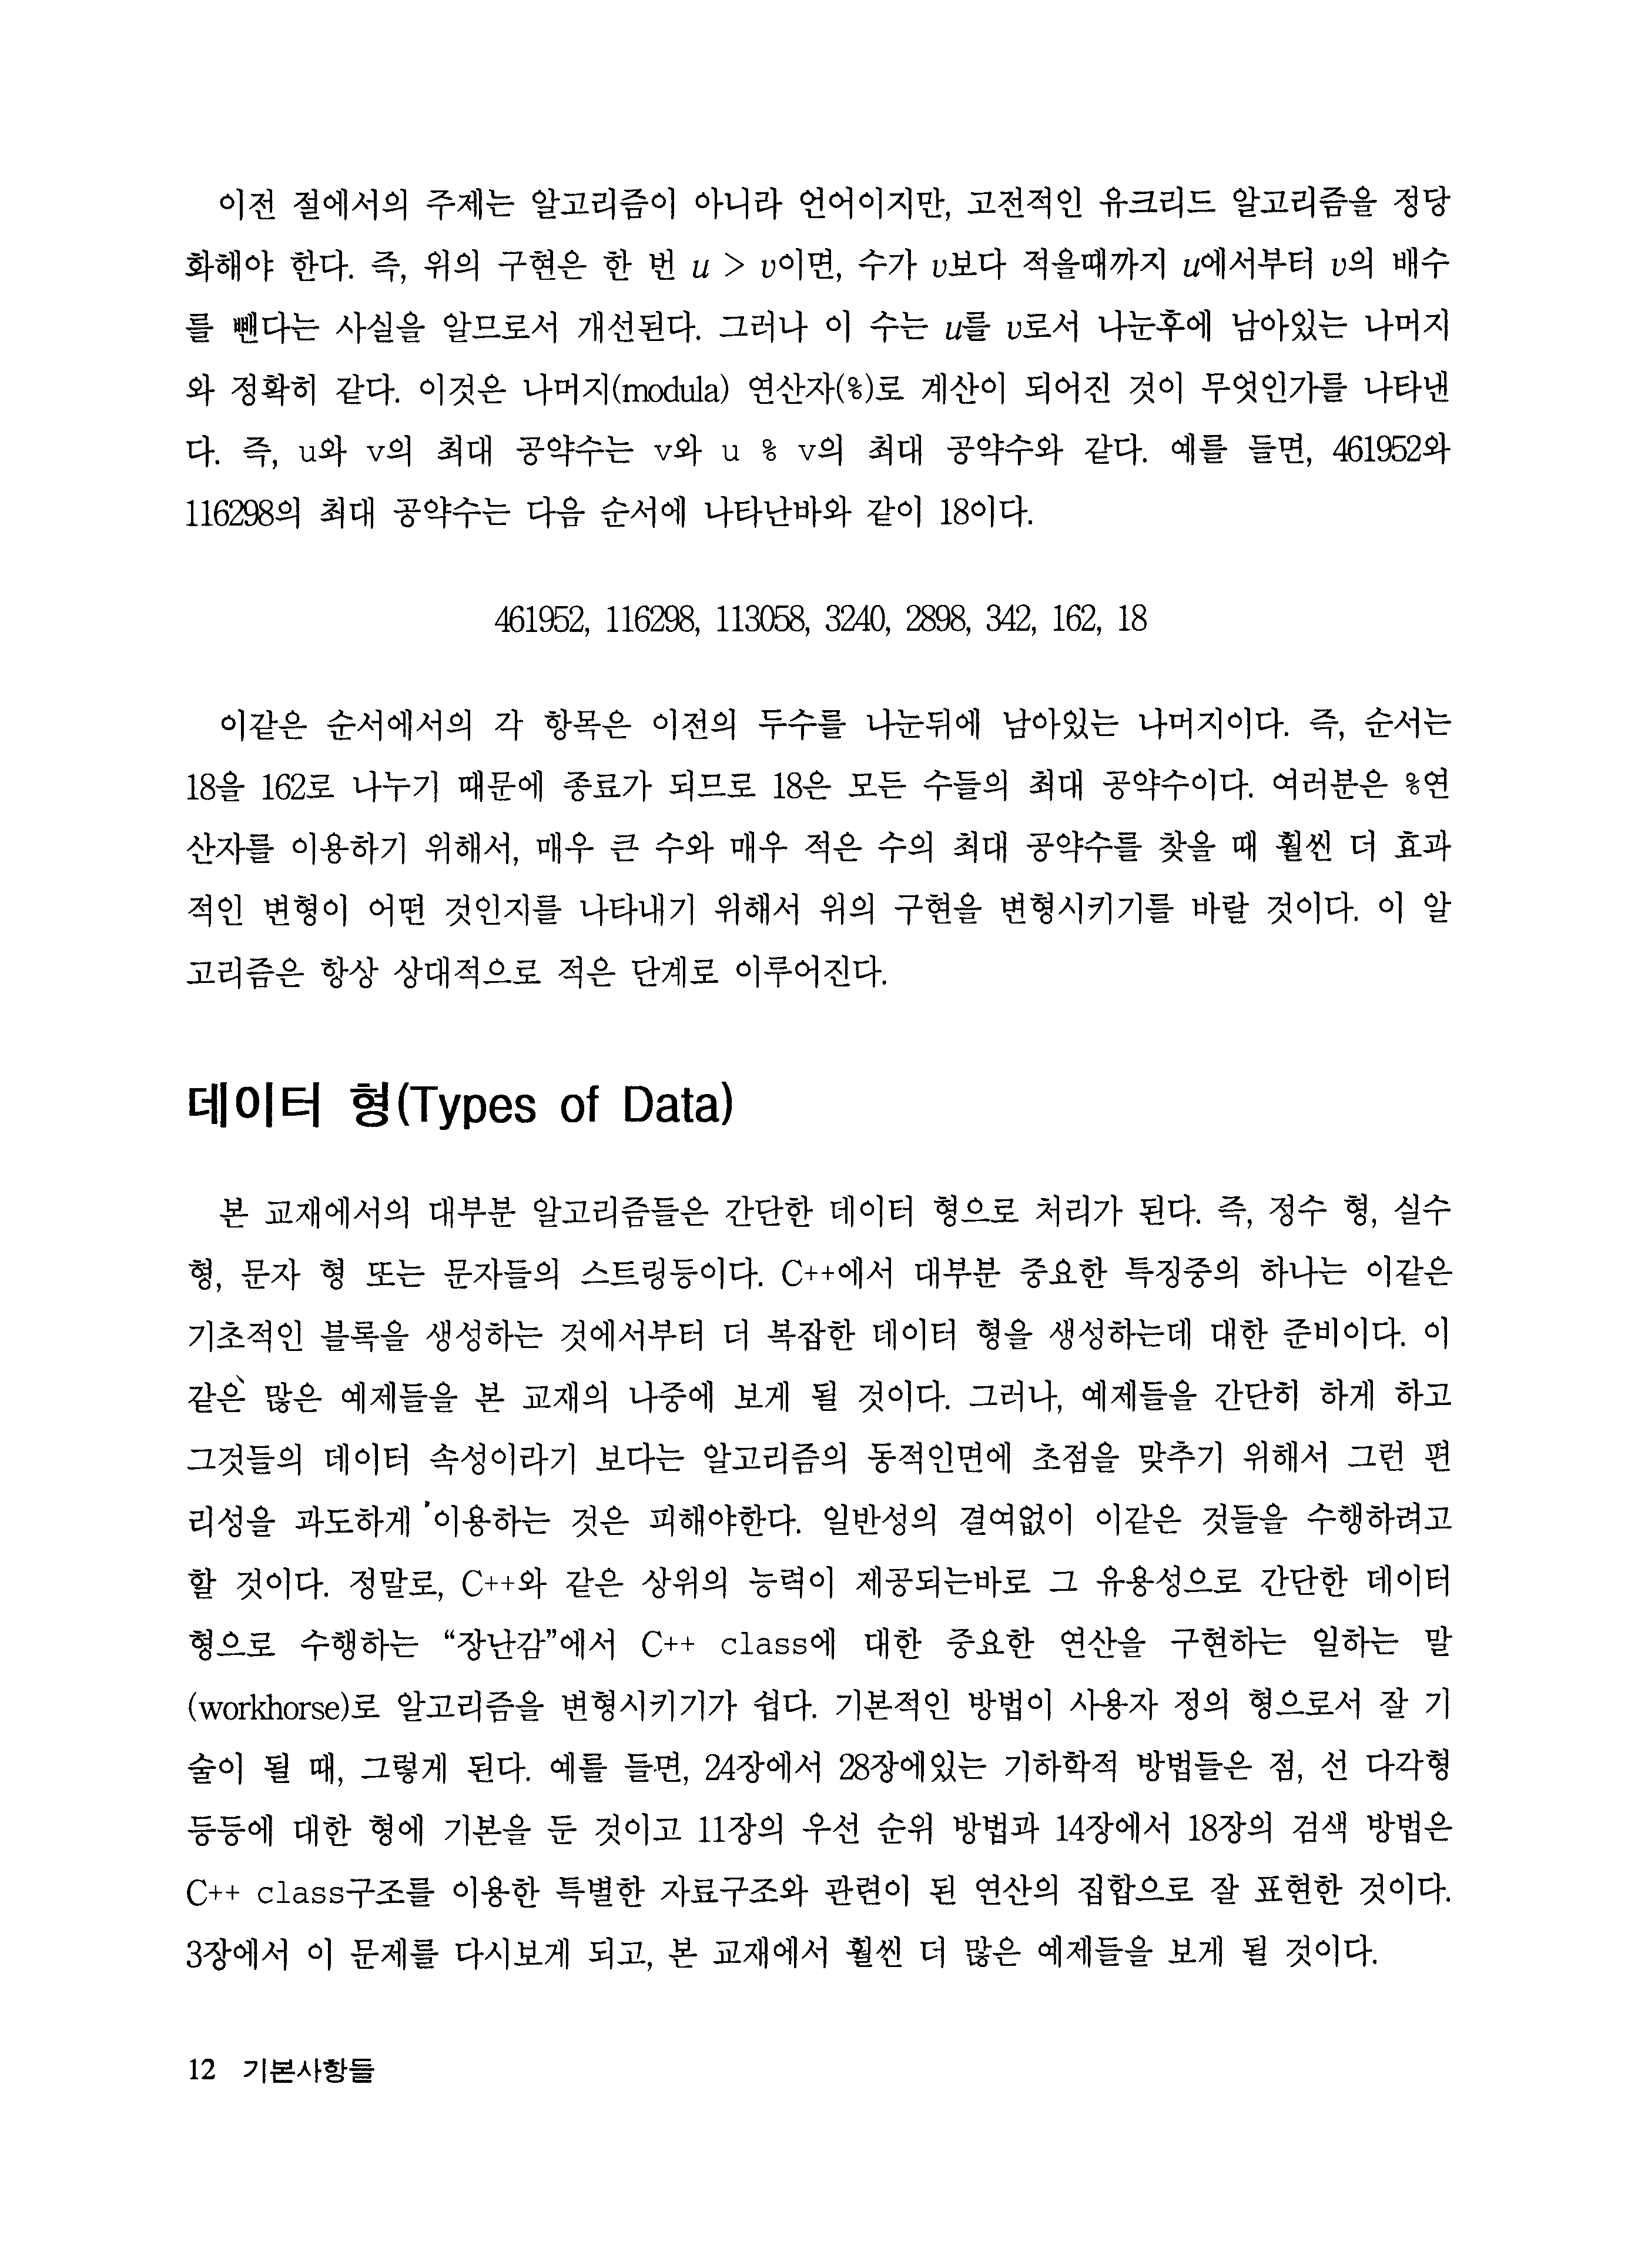 이전 절에서의 주제는 알고리즘이 아니라 언어이지만, 고전적인 유크리드 알고리즘을 정당
화해야 한다. 즉, 위의 구현은 한 번 u > v이면, 수가 v보다 적을때까지 u에서부터 v의 배수
를 뺀다는 사실을 알므로서 개선된다. 그러나 이 수는 u를 v로서 나눈후에 남아있는 나머지
와 정확히 같다. 이것은 나머지(modula) 연산자(%)로 계산이 되어진 것이 무엇인가를 나타낸
다. 즉, u와 v의 최대 공약수는 v와 u % v의 최대 공약수와 같다. 예를 들면, 461952와
116298의 최대 공약수는 다음 순서에 나타난바와 같이 18이다.
461952, 116298, 113058, 3240, 2898, 342, 162, 18
이같은 순서에서의 각 항목은 이전의 두수를 나눈뒤에 남아있는 나머지이다. 즉, 순서는
18을 162로 나누기 때문에 종료가 되므로 18은 모든 수들의 최대 공약수이다. 여러분은 %연
산자를 이용하기 위해서, 매우 큰 수와 매우 적은 수의 최대 공약수를 찾을 때 훨씬 더 효과
적인 변형이 어떤 것인지를 나타내기 위해서 위의 구현을 변형시키기를 바랄 것이다. 이 알
고리즘은 항상 상대적으로 적은 단계로 이루어진다.
데이터 형(Types of Data)
본 교재에서의 대부분 알고리즘들은 간단한 데이터 형으로 처리가 된다. 즉, 정수 형, 실수
형, 문자 형 또는 문자들의 스트링등이다. C++에서 대부분 중요한 특징중의 하나는 이같은
기초적인 블록을 생성하는 것에서부터 더 복잡한 데이터 형을 생성하는데 대한 준비이다. 이
같은 많은 예제들을 본 교재의 나중에 보게 될 것이다. 그러나, 예제들을 간단히 하게 하고
그것들의 데이터 속성이라기 보다는 알고리즘의 동적인면에 초점을 맞추기 위해서 그런 편
리성을 과도하게 이용하는 것은 피해야한다. 일반성의 결여없이 이같은 것들을 수행하려고
할 것이다. 정말로, C++와 같은 상위의 능력이 제공되는바로 그 유용성으로 간단한 데이터
형으로 수행하는 “장난감”에서 C++ class에 대한 중요한 연산을 구현하는 일하는 말
(workhorse)로 알고리즘을 변형시키기가 쉽다. 기본적인 방법이 사용자 정의 형으로서 잘 기
술이 될 때, 그렇게 된다. 예를 들면, 24장에서 28장에있는 기하학적 방법들은 점, 선 다각형
등등에 대한 형에 기본을 둔 것이고 11장의 우선 순위 방법과 14장에서 18장의 검색 방법은
C++ class구조를 이용한 특별한 자료구조와 관련이 된 연산의 집합으로 잘 표현한 것이다.
3장에서 이 문제를 다시보게 되고, 본 교재에서 훨씬 더 많은 예제들을 보게 될 것이다.
12 기본사항들